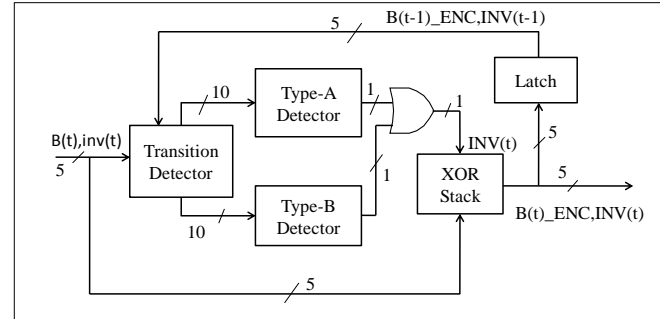 5
B(t-1)_ENC,INV(t-1)
10
Type-A
Detector
1
1
Latch
B(t),inv(t)
5
Transition
Detector
INV(t)
5
1
XOR
Stack
5
10
Type-B
Detector
B(t)_ENC,INV(t)
5